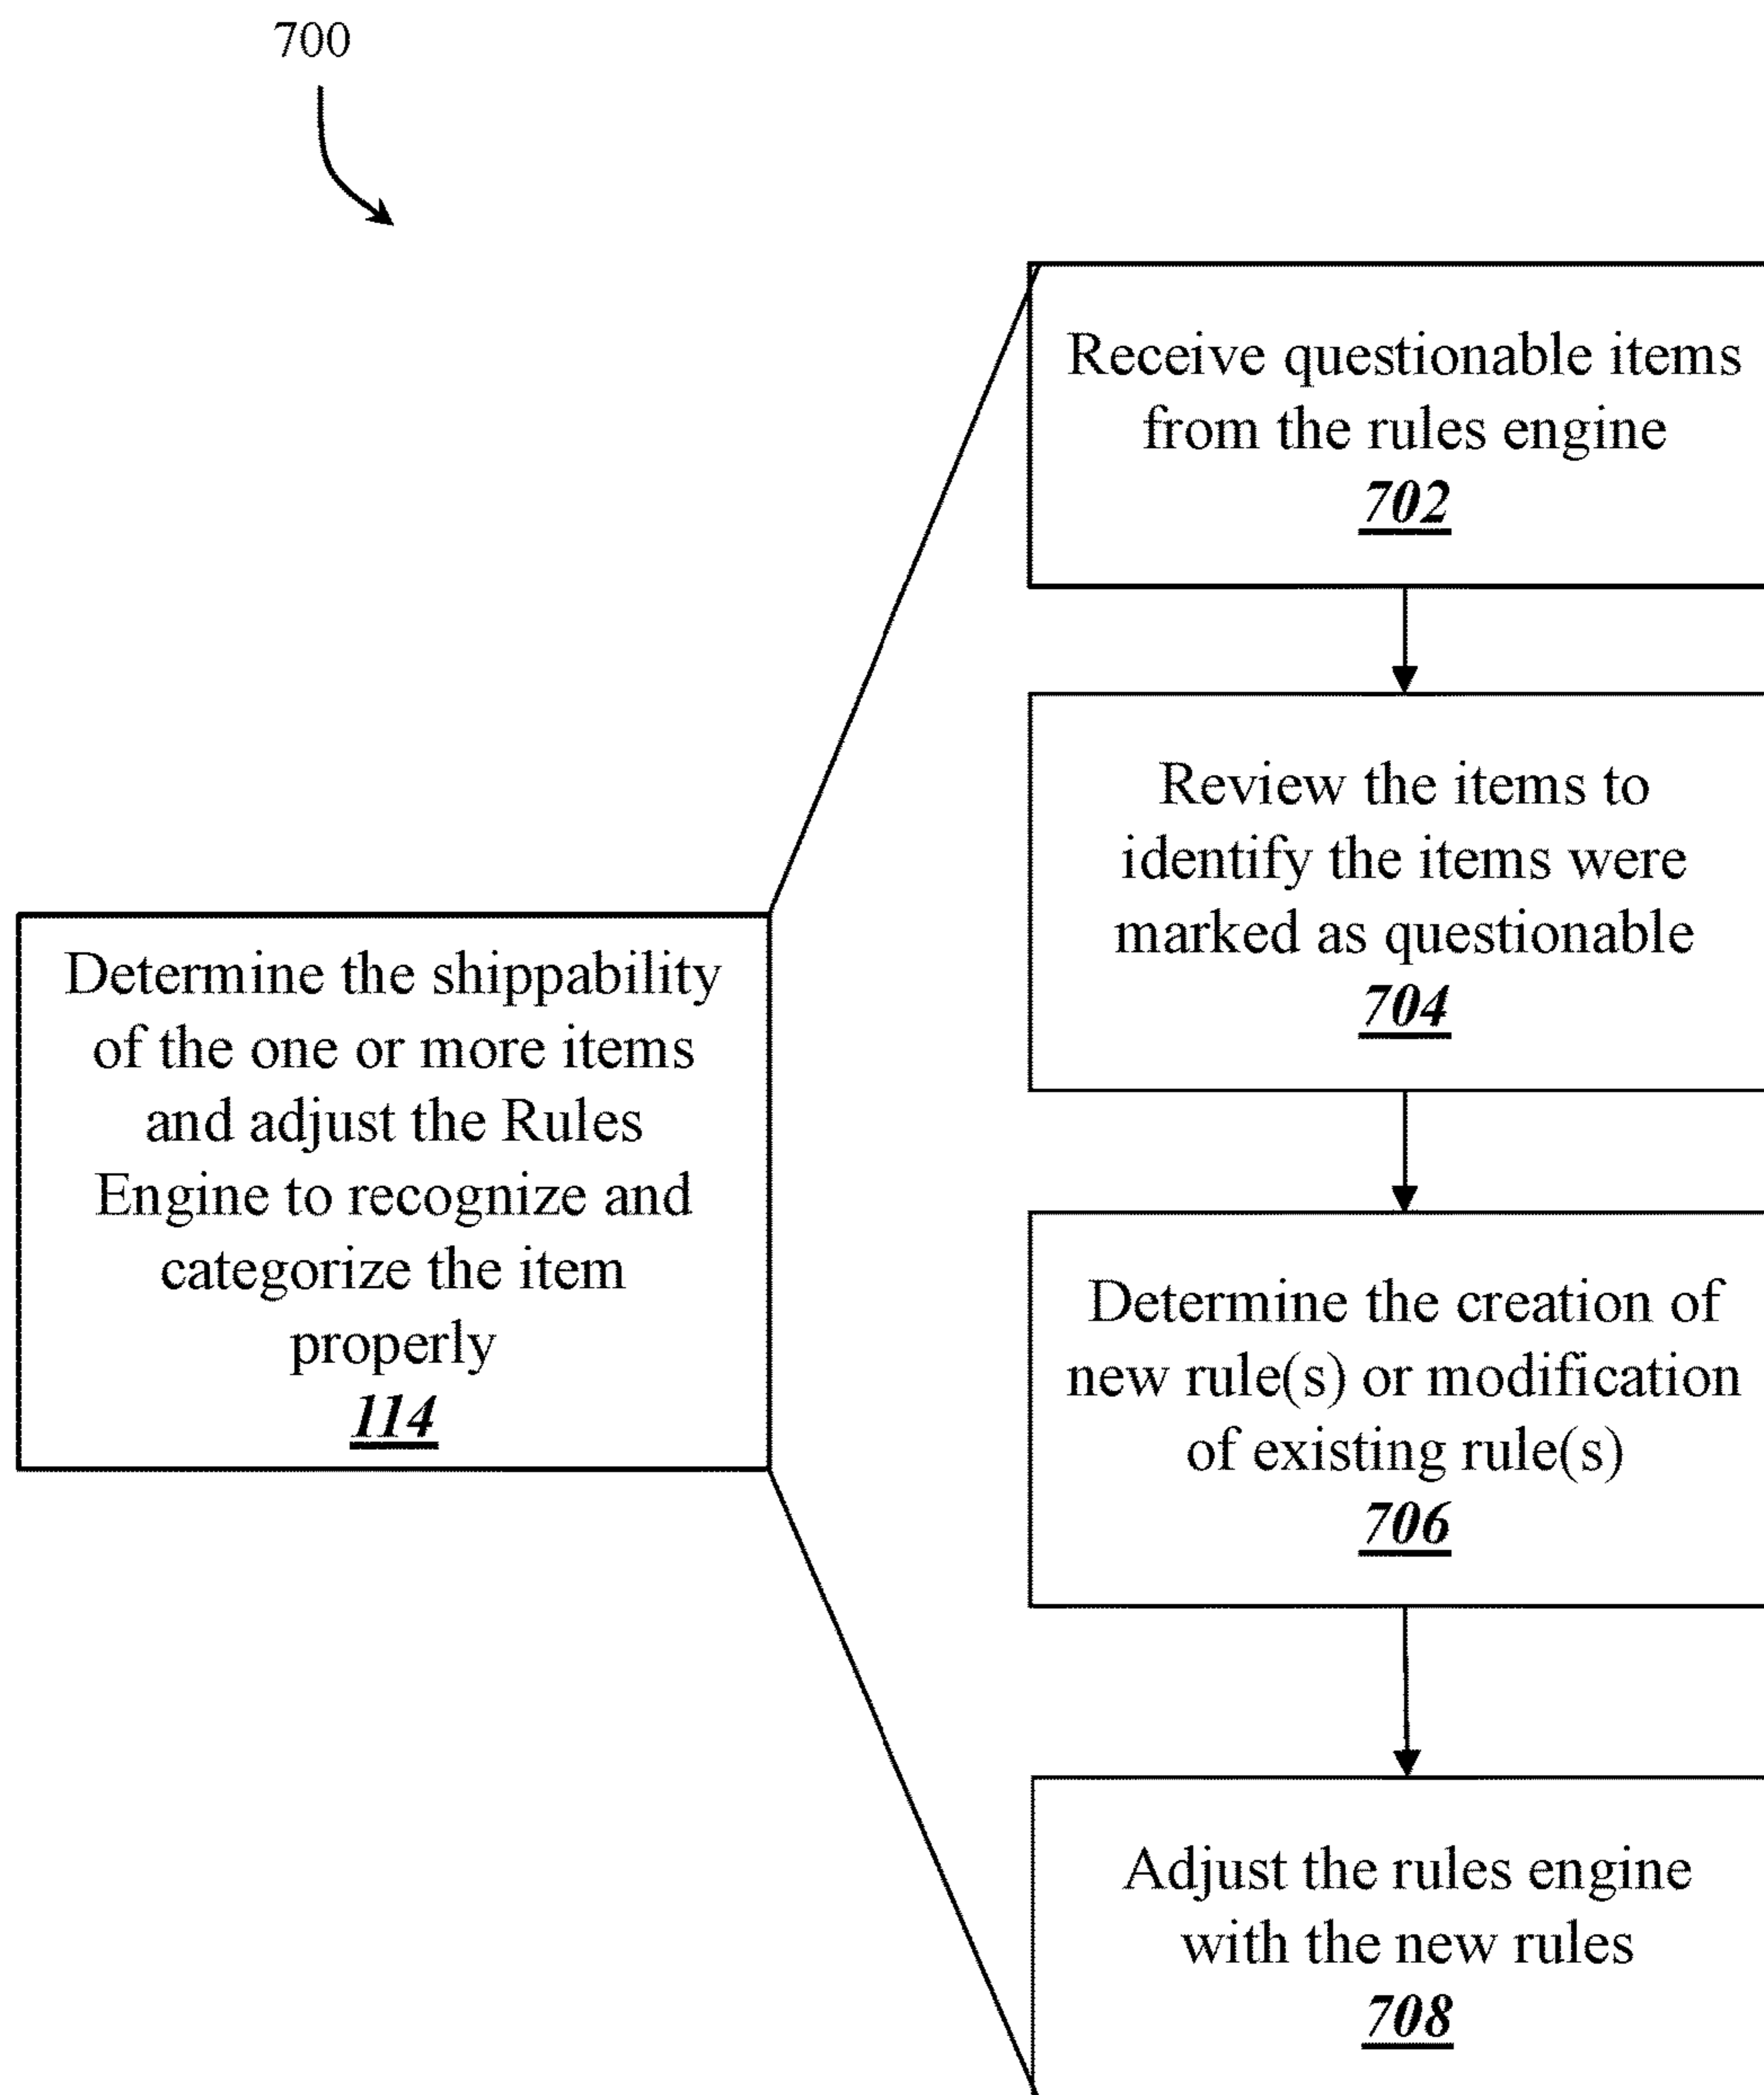 700
Receive questionable items
from the rules engine
702
Review the items to
identify the items were
marked as questionable
704
Determine the shippability
of the one or more items
and adjust the Rules
Engine to recognize and
categorize the item
properly
114
Determine the creation of
new rule(s) or modification
of existing rule(s)
706
Adjust the rules engine
with the new rules
708